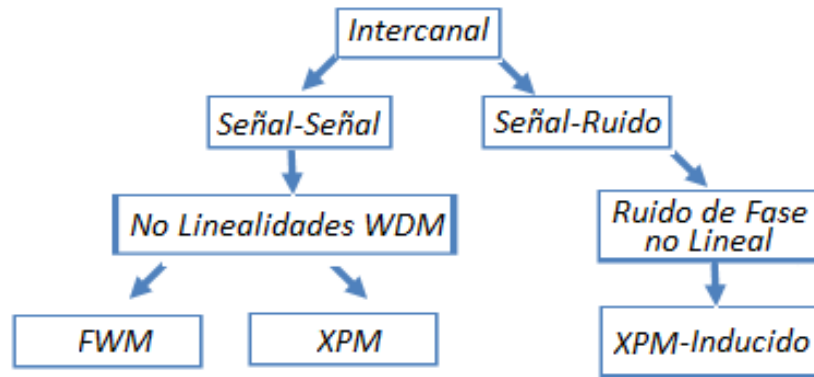 Intercanal
Señal-Señal
Señal-Ruido
No Linealidades WDM
Ruido de Fase
no Lineal
FWM
XPM
XPM-Inducido